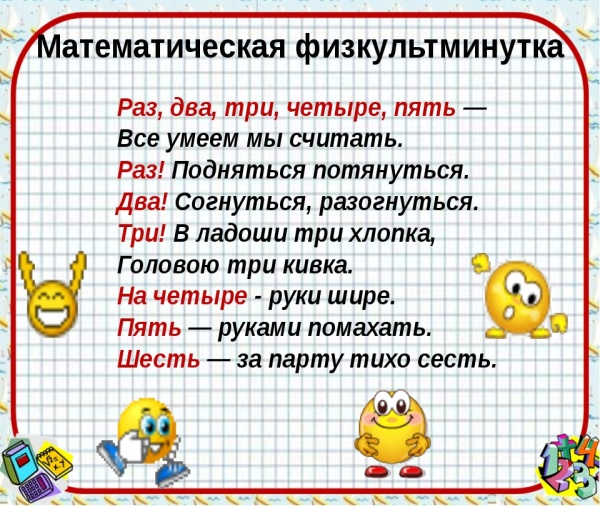 Математическая физкультминутка
Раз, два, три, четыре, пять —
Все умеем мы считать.
Раз! Подняться потянуться.
Два! Согнуться, разогнуться.
Три! В ладоши три хлопка,
Головою три кивка.
На четыре - руки шире.
Пять — руками помахать.
Шесть — за парту тихо сесть.